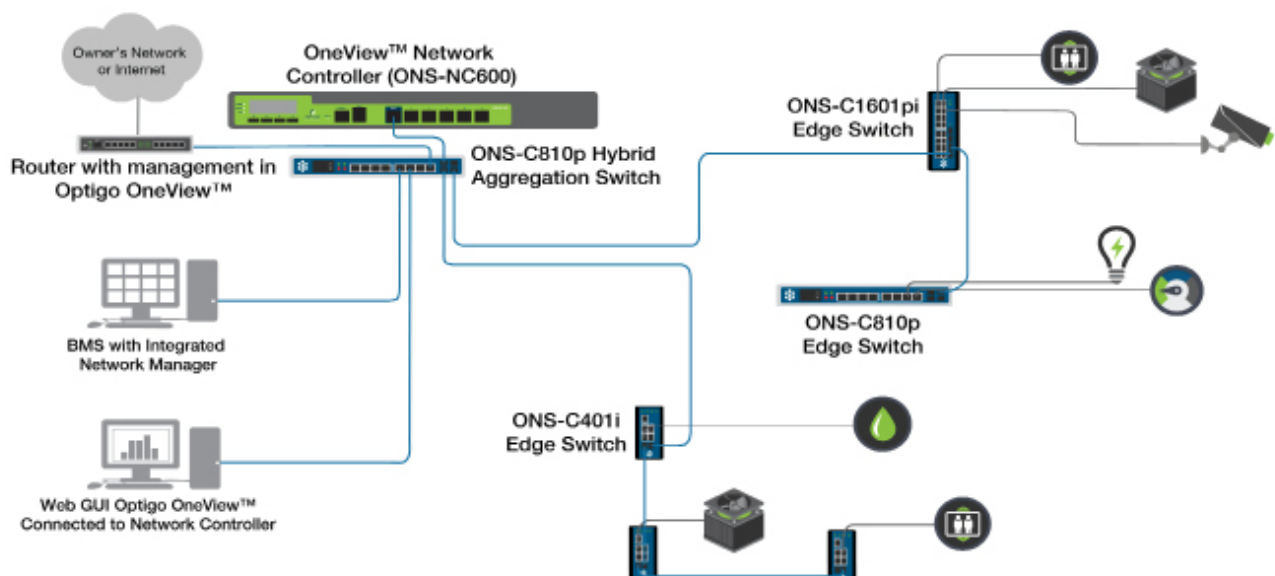 Owner's Network
or Internet
OneView™ Network
Controller (ONS-NC600)
Router with management in
Optigo OneView™
ONS-C810p Hybrid
Aggregation Switch
ONS-C1601pi
Edge Switch
BMS with Integrated
Network Manager
ONS-C810p
Edge Switch
ONS-C401i
Edge Switch
Web GUI Optigo OneView™
Connected to Network Controller